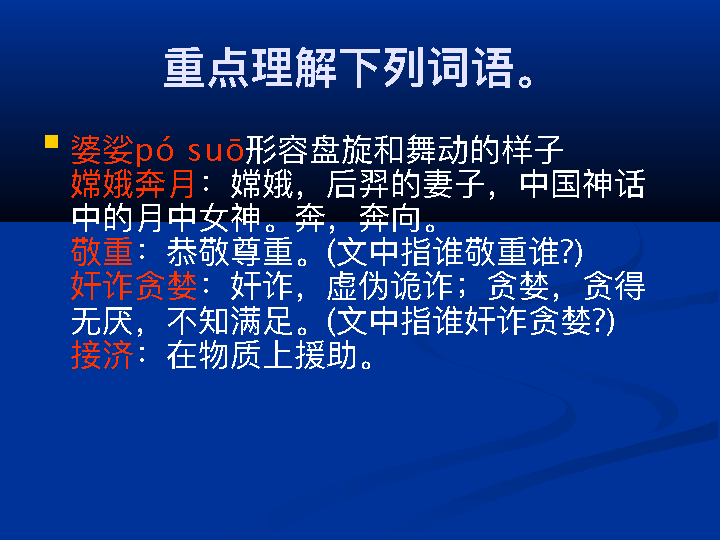 重点理解下列词语。
婆娑pó suō形容盘旋和舞动的样子
嫦娥奔月：嫦娥，后羿的妻子，中国神话
中的月中女神。奔，奔向。
敬重：恭敬尊重。(文中指谁敬重谁?)
奸诈贪婪：奸诈，虚伪诡诈；贪婪，贪得
无厌，不知满足。(文中指谁奸诈贪婪?)
接济：在物质上援助。